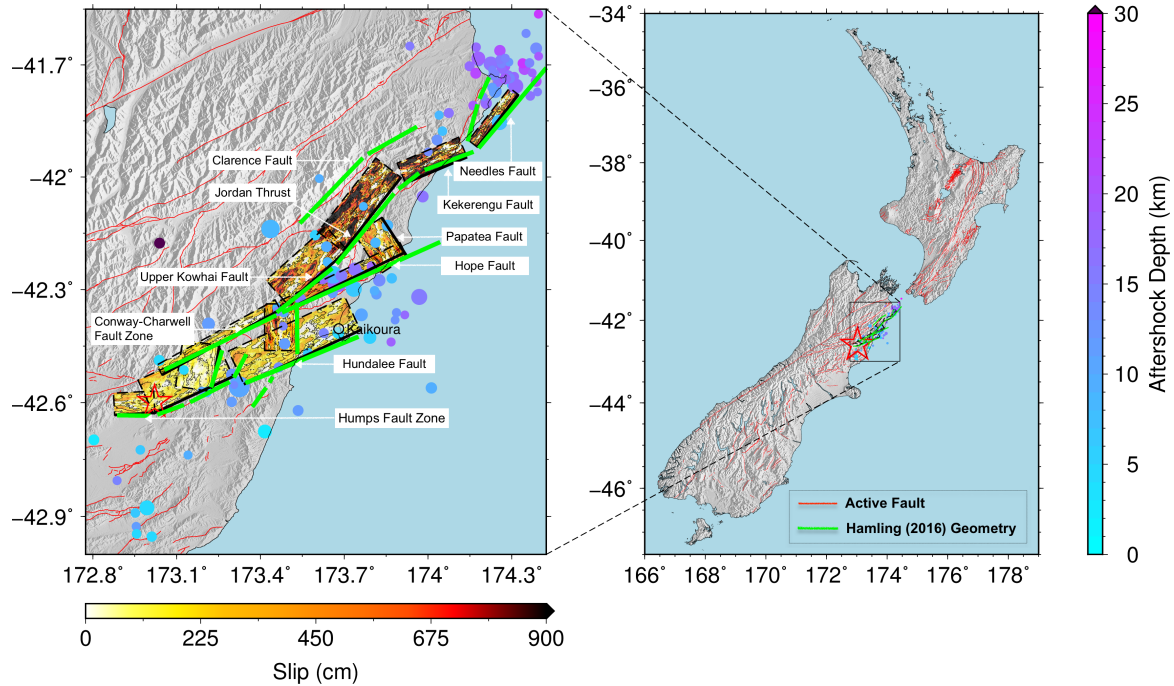 −41.7°
−42°
−42.3°
−42.6°
−42.9°
172.8°
173.1°
173.4°
173.7°
174°
174.3°
Clarence Fault
Jordan Thrust
Needles Fault
Kekerengu Fault
Papatea Fault
Hope Fault
Upper Kowhai Fault
Conway-Charwell
Fault Zone
Kaikoura
Hundalee Fault
Humps Fault Zone
0
225
450
675
900
Slip (cm)
−34°
−36°
−38°
−40°
−42°
−44°
−46°
166°
168°
170°
172°
174°
176°
178°
Active Fault
Hamling (2016) Geometry
30
25
20
15
10
5
0
Aftershock Depth (km)